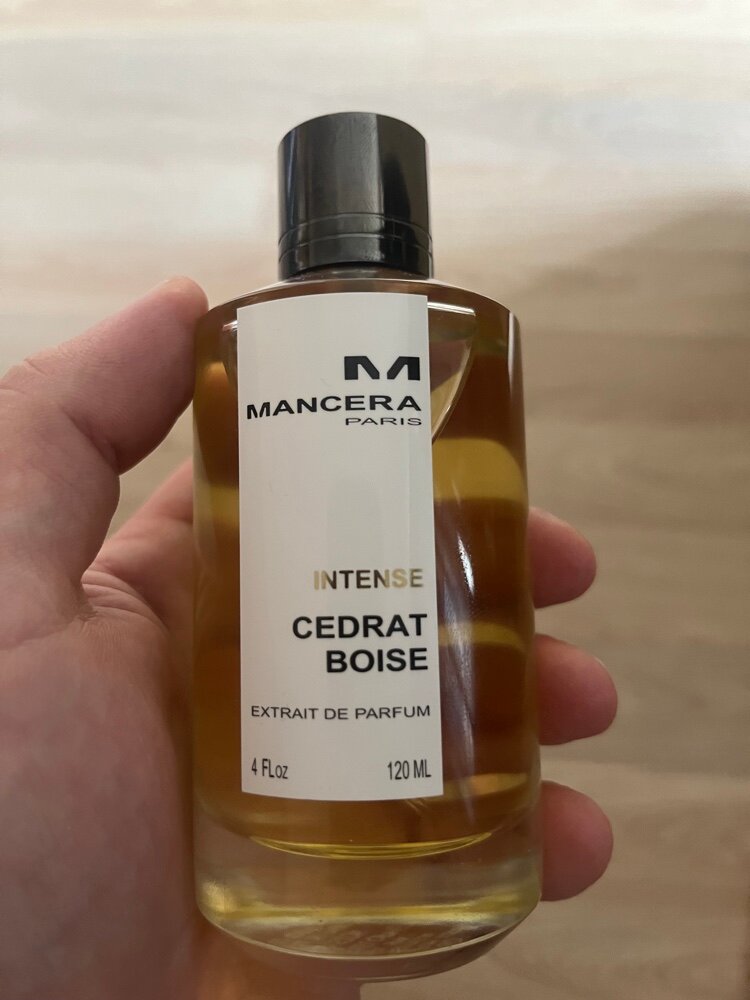 M
MANCERA
PARIS
INTENSE
CEDRAT
BOISE
EXTRAIT DE PARFUM
4 FLoz 120 ML